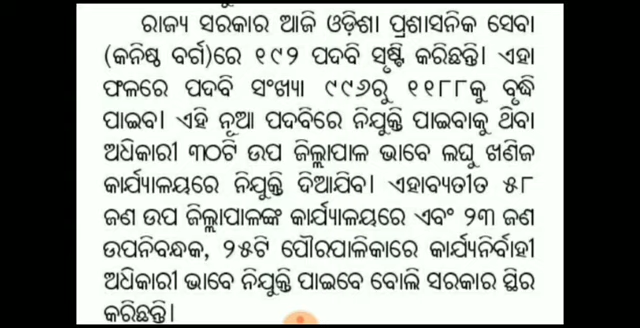 ରାଜ୍ୟ ସରକାର ଆଜି ଓଡ଼ିଶା ପ୍ରଶାସନିକ ସେବା
(କନିଷ୍ଠ ବର୍ଗ)ରେ ୧୯୨ ପଦବି ସୃଷ୍ଟି କରିଛନ୍ତି। ଏହା
ଫଳରେ ପଦବି ସଂଖ୍ୟା ୯୯୬ରୁ ୧୧୮୮କୁ ବୃଦ୍ଧି
ପାଇବ। ଏହି ନୂଆ ପଦବିରେ ନିଯୁକ୍ତି ପାଇବାକୁ ଥିବା
ଅଧିକାରୀ ୩୦ଟି ଉପ ଜିଲ୍ଲାପାଳ ଭାବେ ଲଘୁ ଖଣିଜ
କାର୍ଯ୍ୟାଳୟରେ ନିଯୁକ୍ତି ଦିଆଯିବ। ଏହାବ୍ୟତୀତ ୫୮
ଜଣ ଉପ ଜିଲ୍ଲାପାଳଙ୍କ କାର୍ଯ୍ୟାଳୟରେ ଏବଂ ୨୩ ଜଣ
ଉପନିବନ୍ଧକ, ୨୫ଟି ପୌରପାଳିକାରେ କାର୍ଯ୍ୟନିର୍ବାହୀ
ଅଧିକାରୀ ଭାବେ ନିଯୁକ୍ତି ପାଇବେ ବୋଲି ସରକାର ସ୍ଥିର
କରିଛନ୍ତି।